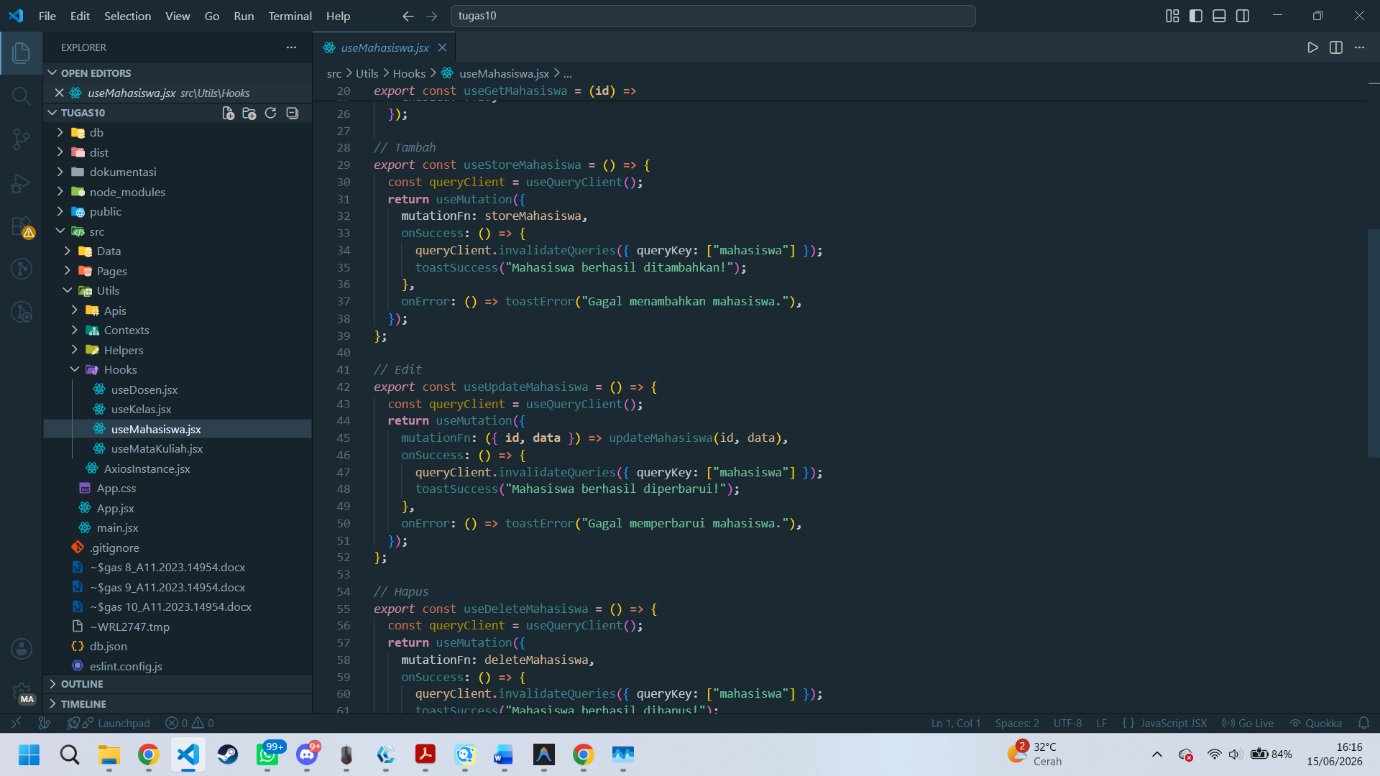 File Edit Selection View Go Run Terminal Help
tugas10
EXPLORER
OPEN EDITORS
useMahasiswa.jsx src\Utils\Hooks
TUGAS10
db
dist
dokumentasi
node_modules
public
src
Data
Pages
Utils
Apis
Contexts
Helpers
Hooks
useDosen.jsx
useKelas.jsx
useMahasiswa.jsx
useMataKuliah.jsx
AxiosInstance.jsx
App.css
App.jsx
main.jsx
.gitignore
~$gas 8_A11.2023.14954.docx
~$gas 9_A11.2023.14954.docx
~$gas 10_A11.2023.14954.docx
~WRL2747.tmp
db.json
eslint.config.js
OUTLINE
TIMELINE
MA
useMahasiswa.jsx
src > Utils > Hooks > useMahasiswa.jsx > ...
20 export const useGetMahasiswa = (id) =>
26 });
27
28 // Tambah
29 export const useStoreMahasiswa = () => {
30 const queryClient = useQueryClient();
31 return useMutation({
32 mutationFn: storeMahasiswa,
33 onSuccess: () => {
34 queryClient.invalidateQueries({ queryKey: ["mahasiswa"] });
35 toastSuccess("Mahasiswa berhasil ditambahkan!");
36 },
37 onError: () => toastError("Gagal menambahkan mahasiswa."),
38 });
39 };
40
41 // Edit
42 export const useUpdateMahasiswa = () => {
43 const queryClient = useQueryClient();
44 return useMutation({
45 mutationFn: ({ id, data }) => updateMahasiswa(id, data),
46 onSuccess: () => {
47 queryClient.invalidateQueries({ queryKey: ["mahasiswa"] });
48 toastSuccess("Mahasiswa berhasil diperbarui!");
49 },
50 onError: () => toastError("Gagal memperbarui mahasiswa."),
51 });
52 };
53
54 // Hapus
55 export const useDeleteMahasiswa = () => {
56 const queryClient = useQueryClient();
57 return useMutation({
58 mutationFn: deleteMahasiswa,
59 onSuccess: () => {
60 queryClient.invalidateQueries({ queryKey: ["mahasiswa"] });
61 toastSuccess("Mahasiswa berhasil dihapus!");
Launchpad 0 0
Ln 1, Col 1 Spaces: 2 UTF-8 LF { } JavaScript JSX Go Live Quokka
99+ 9+
2 32°C
Cerah
84%
16:16
15/06/2026